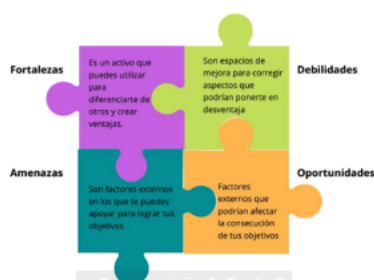 Fortalezas
Es un activo que
puedes utilizar
para
diferenciarte de
otros y crear
ventajas.
Son espacios de
mejora para corregir
aspectos que
podrían ponerte en
desventaja
Debilidades
Amenazas
Son factores externos
en los que te puedes
apoyar para lograr tus
objetivos
Factores
externos que
podrían afectar
la consecución
de tus objetivos
Oportunidades